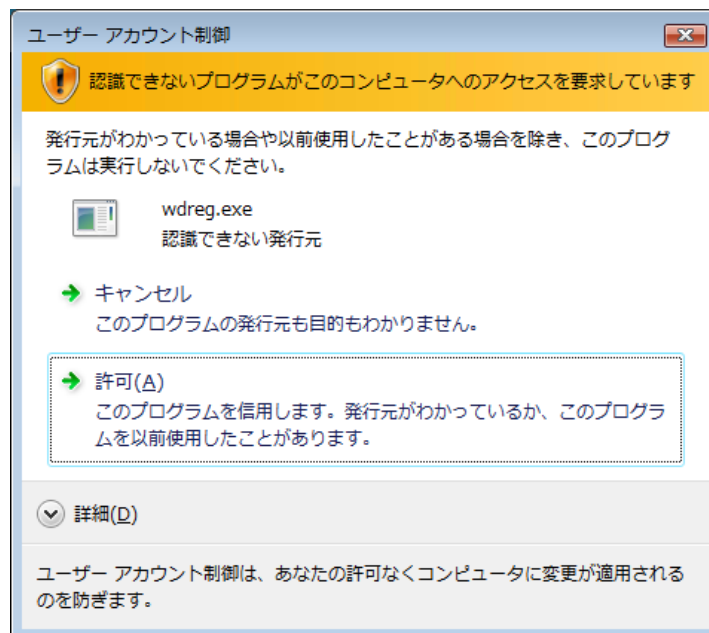 ユーザー アカウント制御
認識できないプログラムがこのコンピュータへのアクセスを要求しています
発行元がわかっている場合や以前使用したことがある場合を除き、このプログ
ラムは実行しないでください。
wdreg.exe
認識できない発行元
キャンセル
このプログラムの発行元も目的もわかりません。
許可(A)
このプログラムを信用します。発行元がわかっているか、このプログラ
ムを以前使用したことがあります。
詳細(D)
ユーザー アカウント制御は、あなたの許可なくコンピュータに変更が適用される
のを防ぎます。